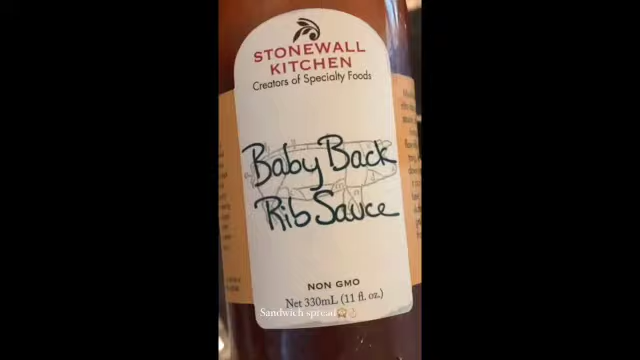 STONEWALL
KITCHEN
Creators of Specialty Foods
Baby Back
Rib Sauce
NON GMO
Net 330mL (11 fl. oz.)
Sandwich spread